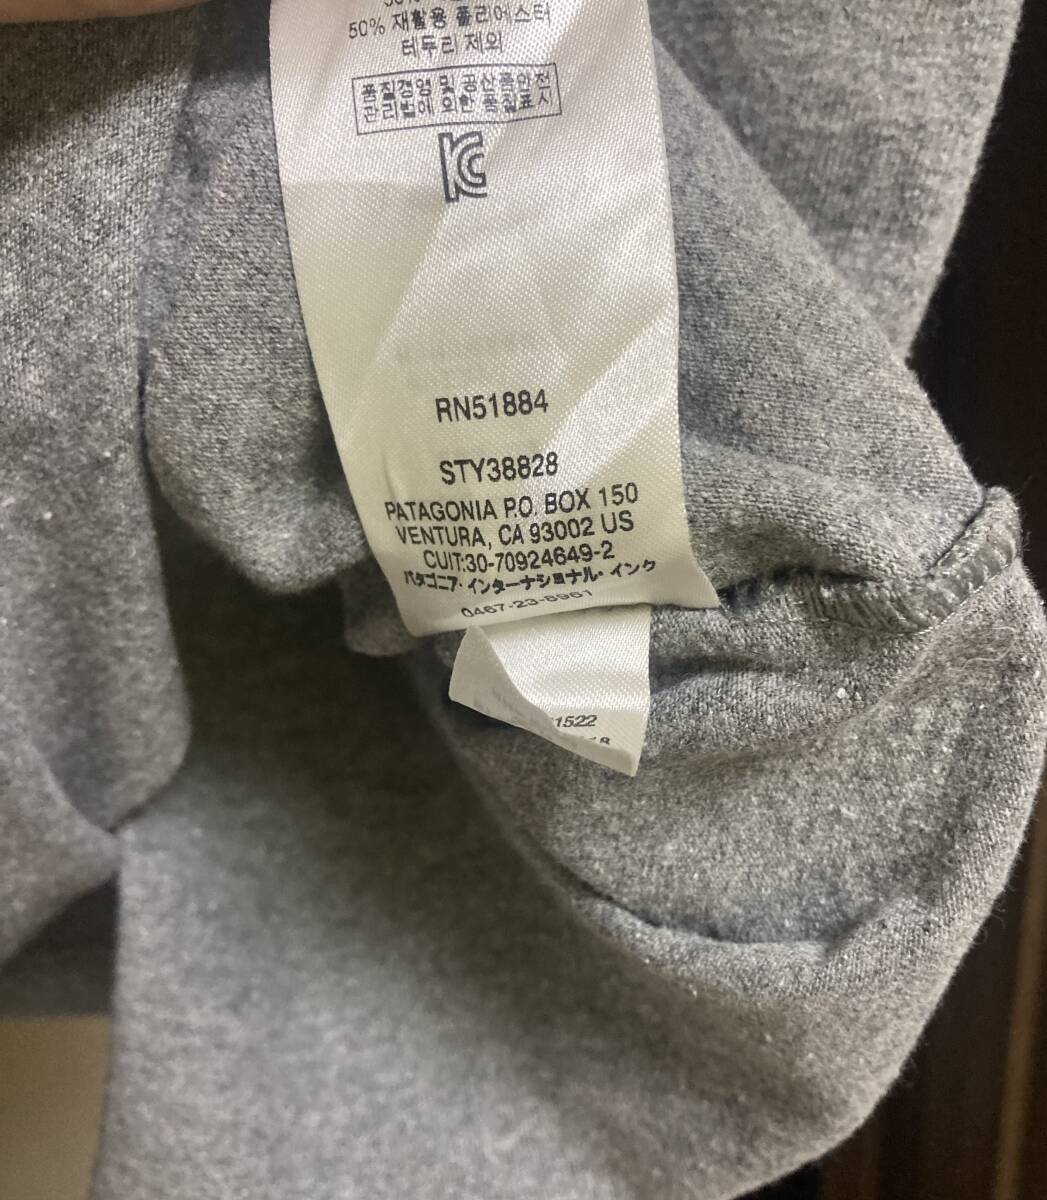 50% 재활용 폴리에스터
테두리 제외
품질경영 및 공산품안전
관리법에 의한 품질표시
RN51884
STY38828
PATAGONIA P.O. BOX 150
VENTURA, CA 93002 US
CUIT:30-70924649-2
パタゴニア・インターナショナル・インク
0467-23-8961
1522